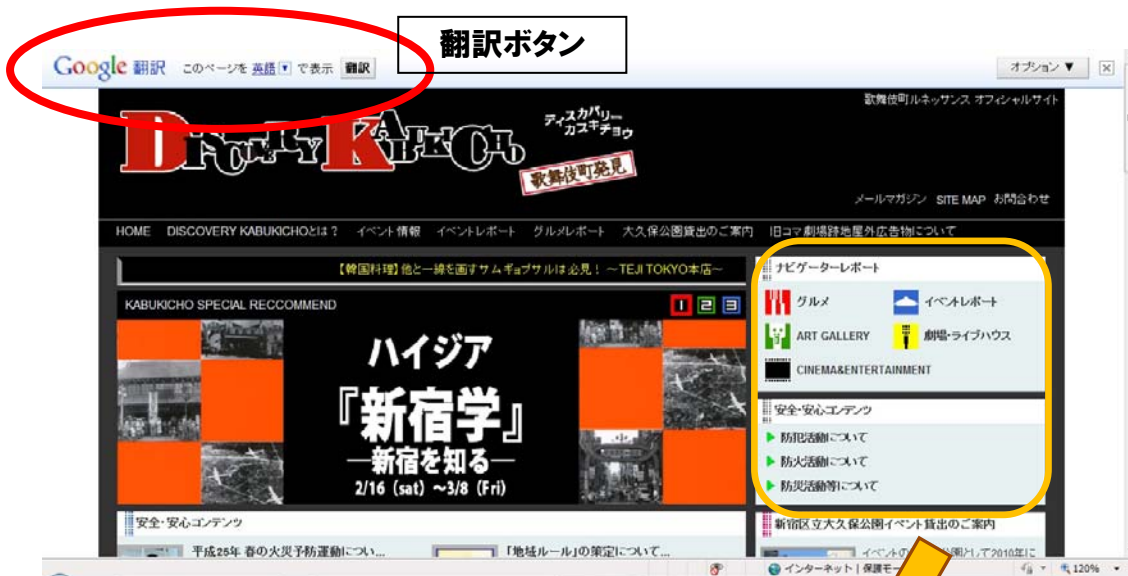 翻訳ボタン
Google 翻訳 このページを 英語 で表示 翻訳
オプション ▼
歌舞伎町ルネッサンス オフィシャルサイト
DISCOVERY KABUKICHO
ディスカバリー
カブキチョウ
歌舞伎町発見
メールマガジン SITE MAP お問合わせ
HOME DISCOVERY KABUKICHOとは? イベント情報 イベントレポート グルメレポート 大久保公園貸出のご案内 旧コマ劇場跡地屋外広告物について
【韓国料理】他と一線を画すサムギョプサルは必見! ～TEJI TOKYO本店～
KABUKICHO SPECIAL RECCOMMEND
1 2 3
ハイジア
『新宿学』
―新宿を知る―
2/16 (sat) ～3/8 (Fri)
ナビゲーターレポート
グルメ イベントレポート
ART GALLERY 劇場・ライブハウス
CINEMA&ENTERTAINMENT
安全・安心コンテンツ
防犯活動について
防火活動について
防災活動等について
安全・安心コンテンツ
平成25年 春の火災予防運動につい...
「地域ルール」の策定について...
新宿区立大久保公園イベント貸出のご案内
として2010年に
インターネット | 保護モー
120%